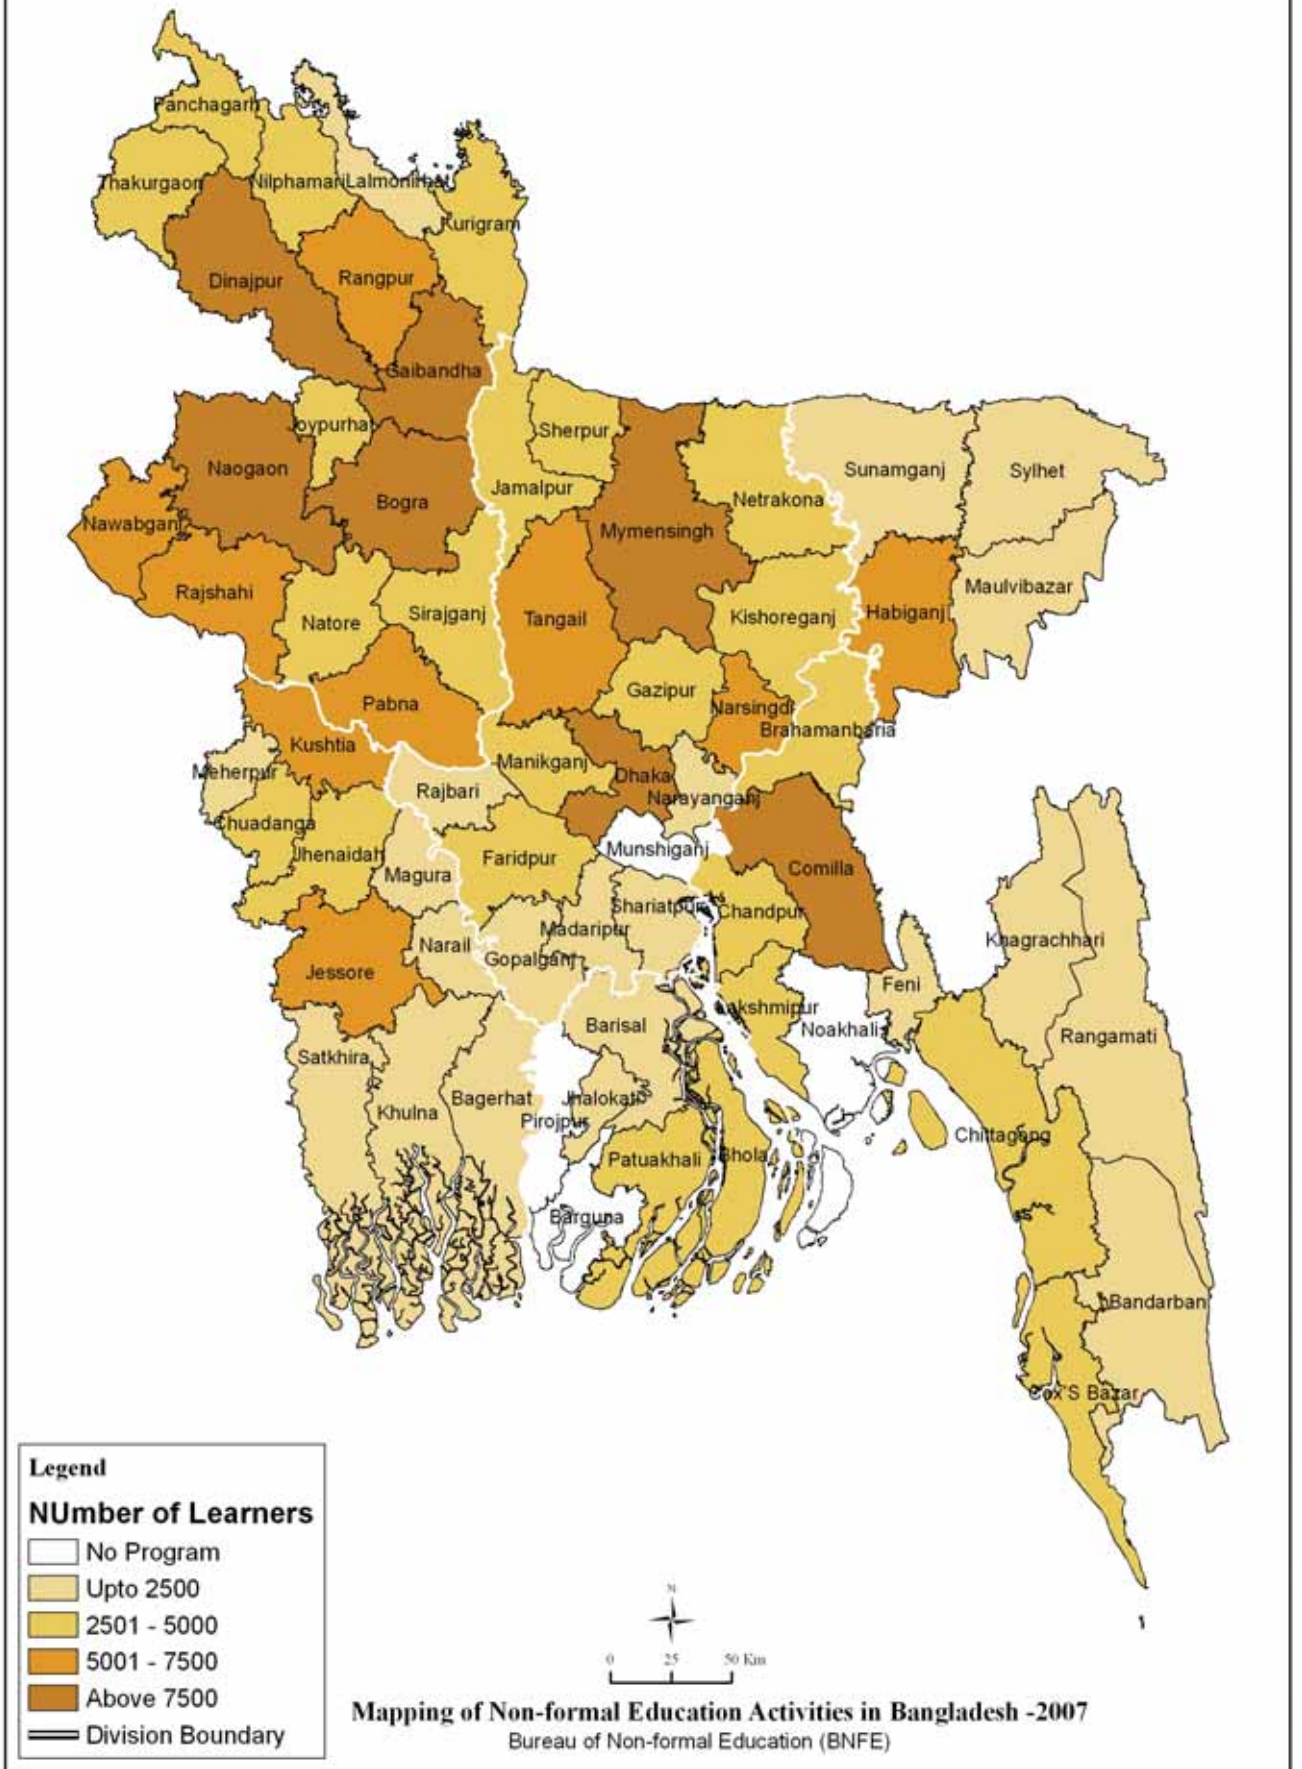 Panchagarh
Thakurgaon
Nilphamari
Lalmonirhat
Kurigram
Dinajpur
Rangpur
Gaibandha
Joypurhat
Sherpur
Naogaon
Sunamganj
Sylhet
Bogra
Jamalpur
Netrakona
Nawabganj
Mymensingh
Rajshahi
Maulvibazar
Natore
Sirajganj
Tangail
Kishoreganj
Habiganj
Pabna
Gazipur
Narsingdi
Brahamanbaria
Kushtia
Meherpur
Manikganj
Dhaka
Rajbari
Narayanganj
Chuadanga
Jhenaidah
Faridpur
Munshiganj
Magura
Comilla
Shariatpur
Chandpur
Narail
Madaripur
Khagrachhari
Gopalganj
Jessore
Feni
Lakshmipur
Barisal
Noakhali
Rangamati
Satkhira
Khulna
Bagerhat
Jhalokati
Pirojpur
Chittagong
Patuakhali
Bhola
Barguna
Bandarban
Cox'S Bazar
Legend
NUmber of Learners
No Program
Upto 2500
2501 - 5000
5001 - 7500
Above 7500
Division Boundary
N
0 25 50 Km
Mapping of Non-formal Education Activities in Bangladesh -2007
Bureau of Non-formal Education (BNFE)